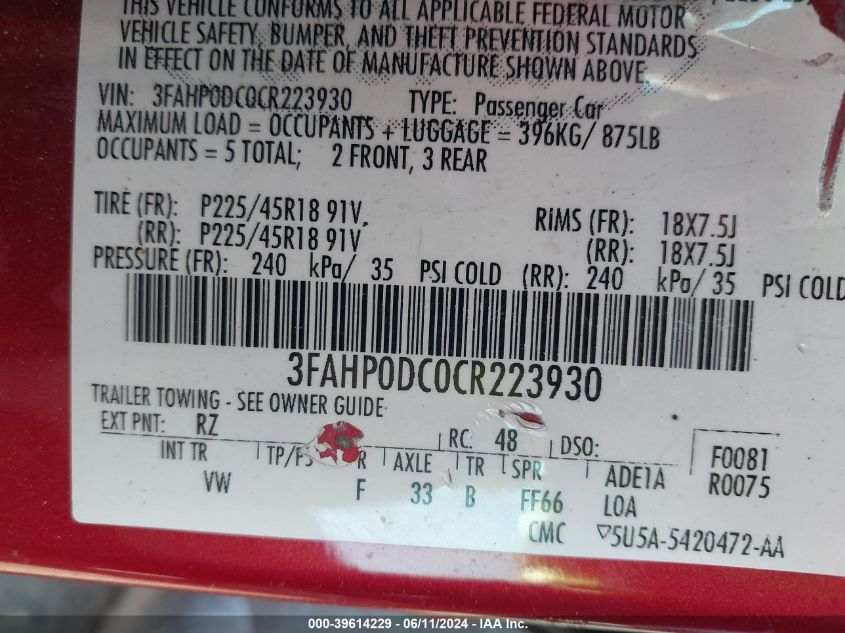 THIS VEHICLE CONFORMS TO ALL APPLICABLE FEDERAL MOTOR
VEHICLE SAFETY, BUMPER, AND THEFT PREVENTION STANDARDS
IN EFFECT ON THE DATE OF MANUFACTURE SHOWN ABOVE.
VIN: 3FAHP0DC0CR223930 TYPE: Passenger Car
MAXIMUM LOAD = OCCUPANTS + LUGGAGE = 396KG/ 875LB
OCCUPANTS = 5 TOTAL; 2 FRONT, 3 REAR
TIRE (FR): P225/45R18 91V RIMS (FR): 18X7.5J
(RR): P225/45R18 91V (RR): 18X7.5J
PRESSURE (FR): 240 kPa/ 35 PSI COLD (RR): 240 kPa/ 35 PSI COLD
3FAHP0DC0CR223930
TRAILER TOWING - SEE OWNER GUIDE
EXT PNT: RZ RC: 48 DSO: F0081
INT TR TP/PS R AXLE TR SPR ADE1A R0075
VW F 33 B FF66 LOA
CMC ▽5U5A-5420472-AA
000-39614229 - 06/11/2024 - IAAI.com